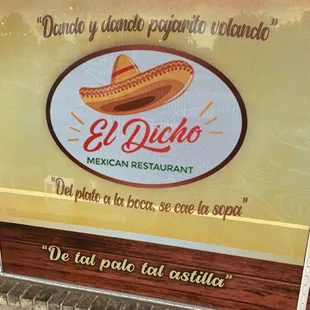 "Dando y dando pajarito volando"
El Dicho
MEXICAN RESTAURANT
"Del plato a la boca, se cae la sopa"
"De tal palo tal astilla"